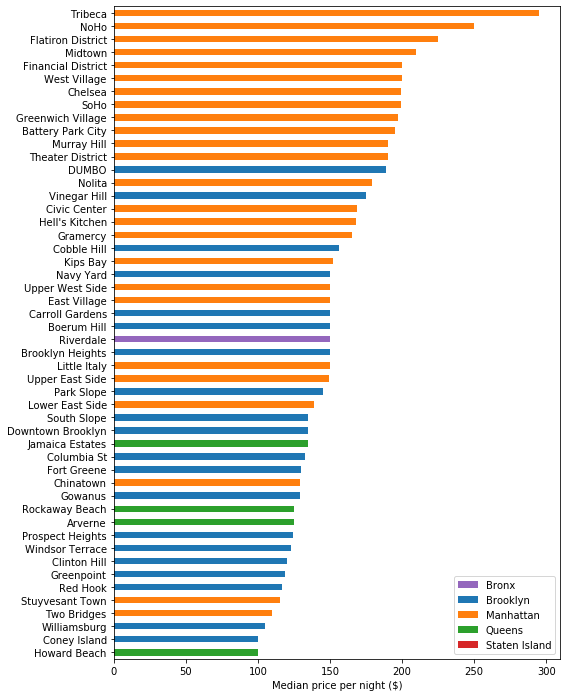 Tribeca
NoHo
Flatiron District
Midtown
Financial District
West Village
Chelsea
SoHo
Greenwich Village
Battery Park City
Murray Hill
Theater District
DUMBO
Nolita
Vinegar Hill
Civic Center
Hell's Kitchen
Gramercy
Cobble Hill
Kips Bay
Navy Yard
Upper West Side
East Village
Carroll Gardens
Boerum Hill
Riverdale
Brooklyn Heights
Little Italy
Upper East Side
Park Slope
Lower East Side
South Slope
Downtown Brooklyn
Jamaica Estates
Columbia St
Fort Greene
Chinatown
Gowanus
Rockaway Beach
Arverne
Prospect Heights
Windsor Terrace
Clinton Hill
Greenpoint
Red Hook
Stuyvesant Town
Two Bridges
Williamsburg
Coney Island
Howard Beach
Bronx
Brooklyn
Manhattan
Queens
Staten Island
0 50 100 150 200 250 300
Median price per night ($)